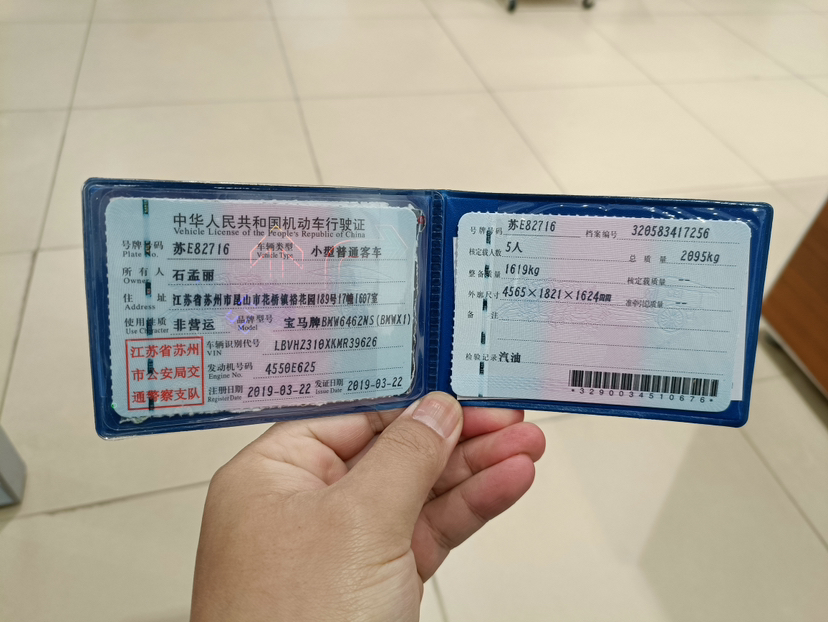 中华人民共和国机动车行驶证
Vehicle License of the People's Republic of China
号牌号码 苏E82716 车辆类型 小型普通客车
Plate No. Vehicle Type
所有人 石孟丽
Owner
住址 江苏省苏州市昆山市花桥镇裕花园189号17幢1607室
Address
使用性质 非营运 品牌型号 宝马牌BMW6462NS(BMWX1)
Use Character Model
江苏省苏州
市公安局交
通警察支队
车辆识别代号 LBVHZ310XKMR39626
VIN
发动机号码 4550E625
Engine No.
注册日期 2019-03-22 发证日期 2019-03-22
Register Date Issue Date
号牌号码 苏E82716 档案编号 320583417256
核定载人数 5人 总质量 2095kg
整备质量 1619kg 核定载质量 --
外廓尺寸 4565×1821×1624mm 准牵引总质量 --
备注
检验记录 汽油
*3290034510676*